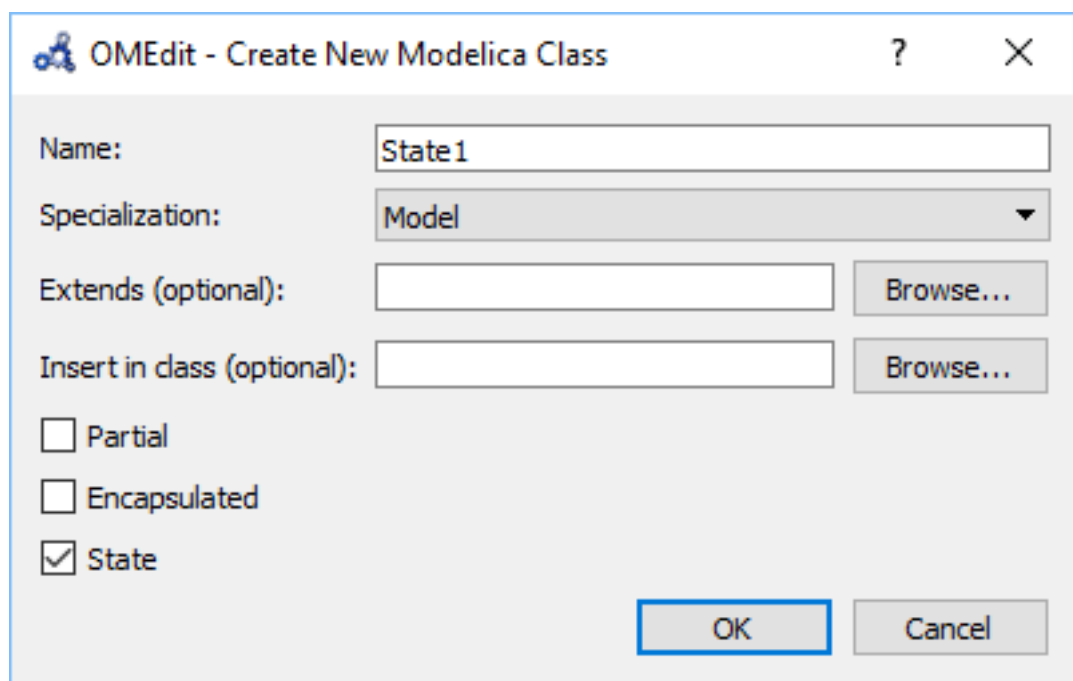 OMEdit - Create New Modelica Class ?
Name: State1
Specialization: Model
Extends (optional): Browse...
Insert in class (optional): Browse...
Partial
Encapsulated
State
OK Cancel